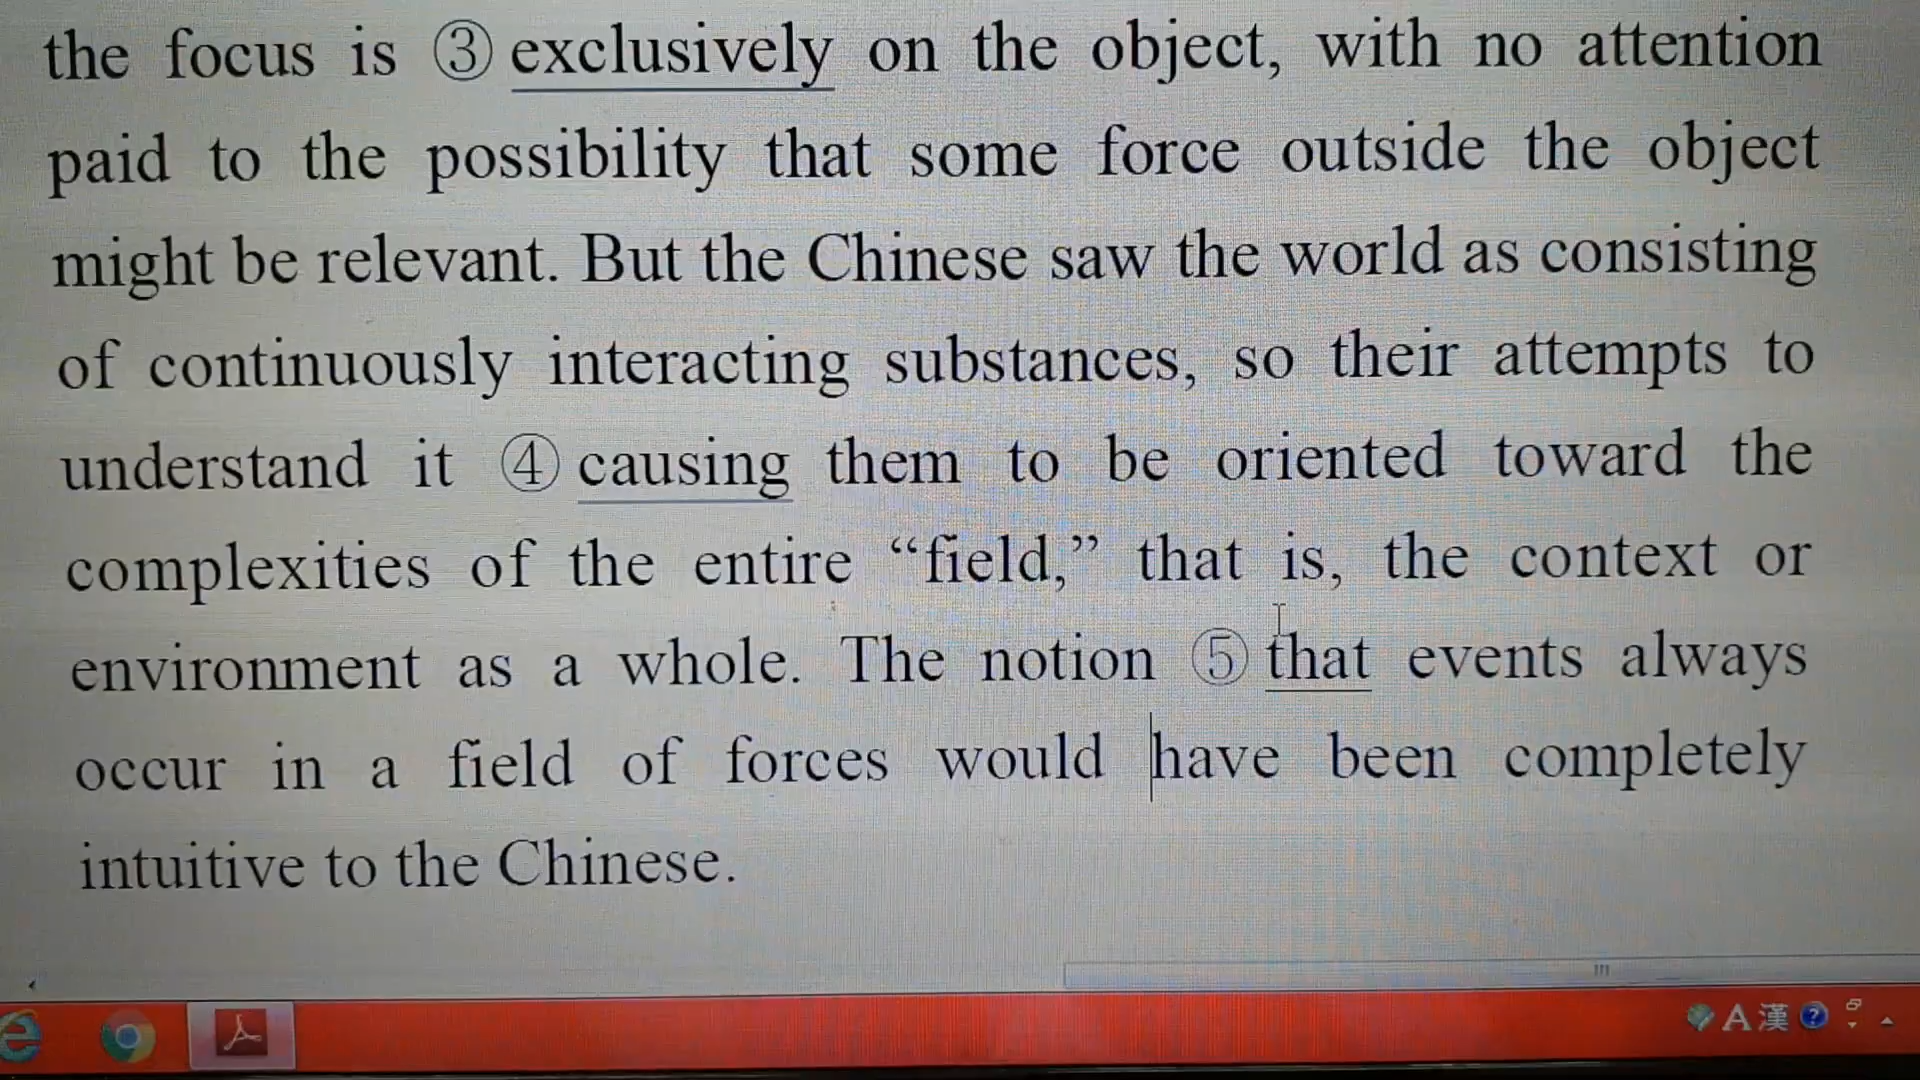 the focus is ③ exclusively on the object, with no attention
paid to the possibility that some force outside the object
might be relevant. But the Chinese saw the world as consisting
of continuously interacting substances, so their attempts to
understand it ④ causing them to be oriented toward the
complexities of the entire “field,” that is, the context or
environment as a whole. The notion ⑤ that events always
occur in a field of forces would have been completely
intuitive to the Chinese.
A 漢 ?